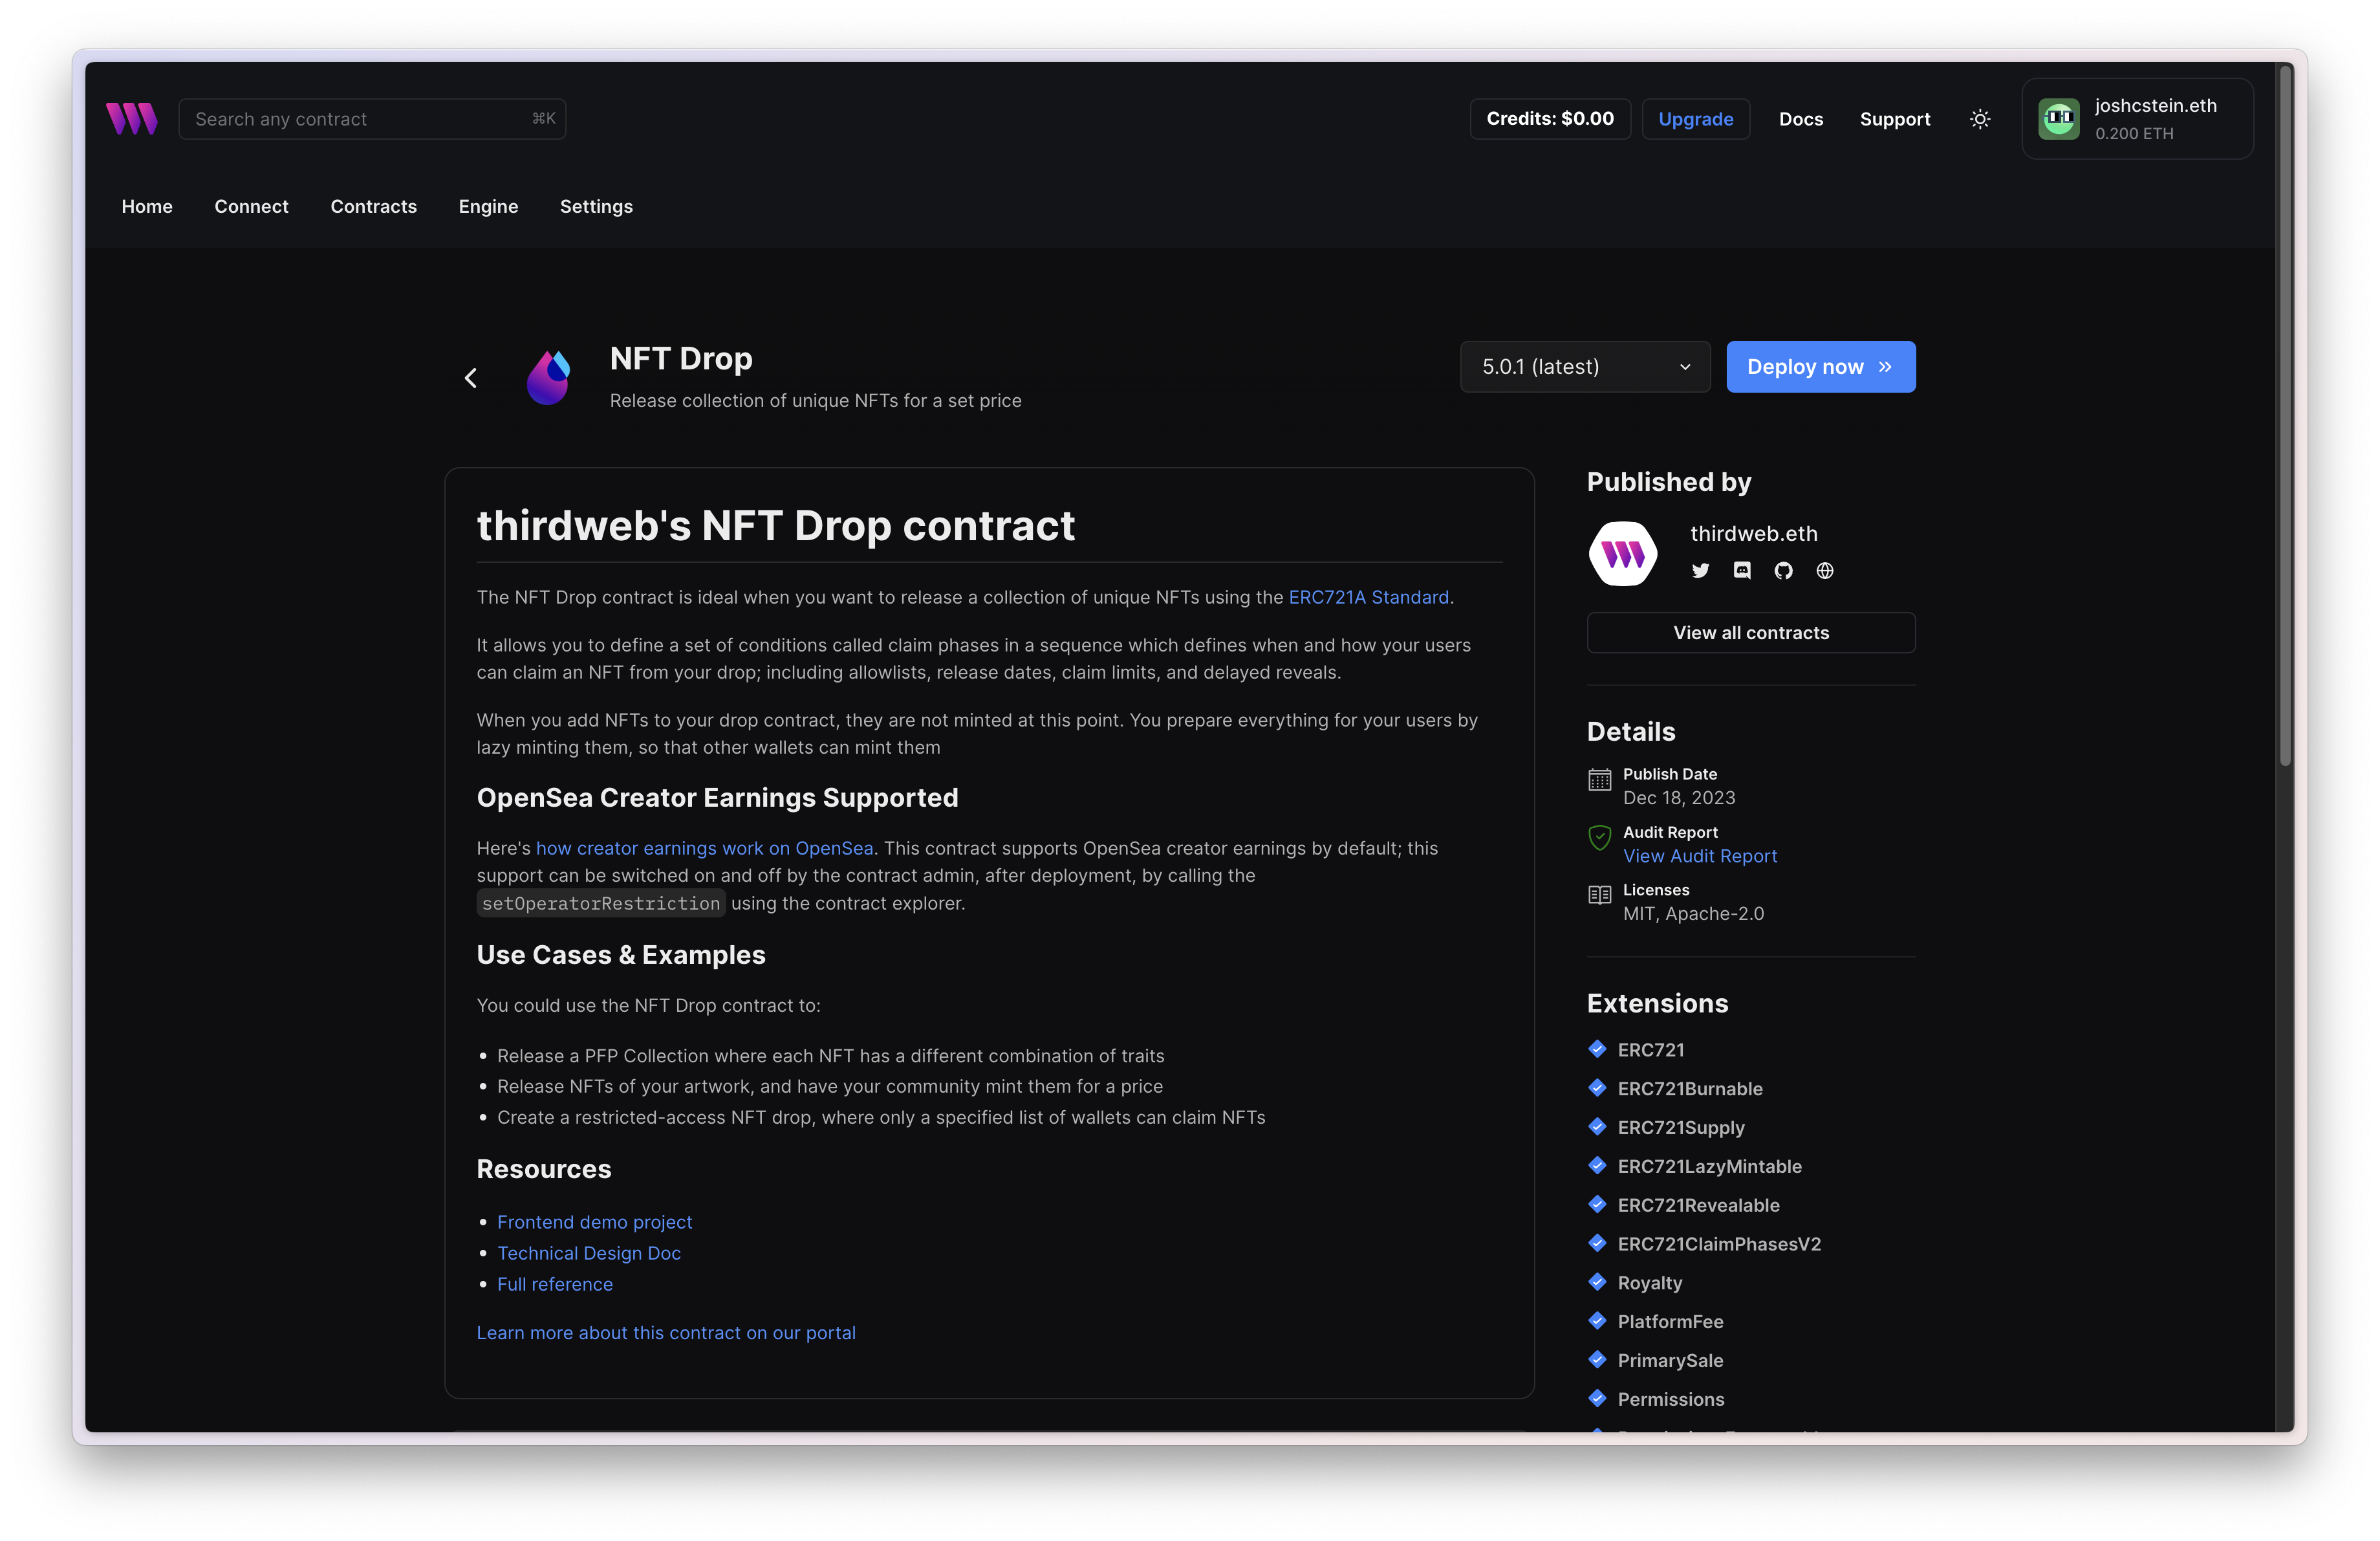 Search any contract ⌘K
Credits: $0.00
Upgrade
Docs
Support
joshcstein.eth
0.200 ETH
Home
Connect
Contracts
Engine
Settings
NFT Drop
Release collection of unique NFTs for a set price
5.0.1 (latest)
Deploy now
thirdweb's NFT Drop contract
The NFT Drop contract is ideal when you want to release a collection of unique NFTs using the ERC721A Standard.
It allows you to define a set of conditions called claim phases in a sequence which defines when and how your users
can claim an NFT from your drop; including allowlists, release dates, claim limits, and delayed reveals.
When you add NFTs to your drop contract, they are not minted at this point. You prepare everything for your users by
lazy minting them, so that other wallets can mint them
OpenSea Creator Earnings Supported
Here's how creator earnings work on OpenSea. This contract supports OpenSea creator earnings by default; this
support can be switched on and off by the contract admin, after deployment, by calling the
setOperatorRestriction using the contract explorer.
Use Cases & Examples
You could use the NFT Drop contract to:
• Release a PFP Collection where each NFT has a different combination of traits
• Release NFTs of your artwork, and have your community mint them for a price
• Create a restricted-access NFT drop, where only a specified list of wallets can claim NFTs
Resources
• Frontend demo project
• Technical Design Doc
• Full reference
Learn more about this contract on our portal
Published by
thirdweb.eth
View all contracts
Details
Publish Date
Dec 18, 2023
Audit Report
View Audit Report
Licenses
MIT, Apache-2.0
Extensions
ERC721
ERC721Burnable
ERC721Supply
ERC721LazyMintable
ERC721Revealable
ERC721ClaimPhasesV2
Royalty
PlatformFee
PrimarySale
Permissions